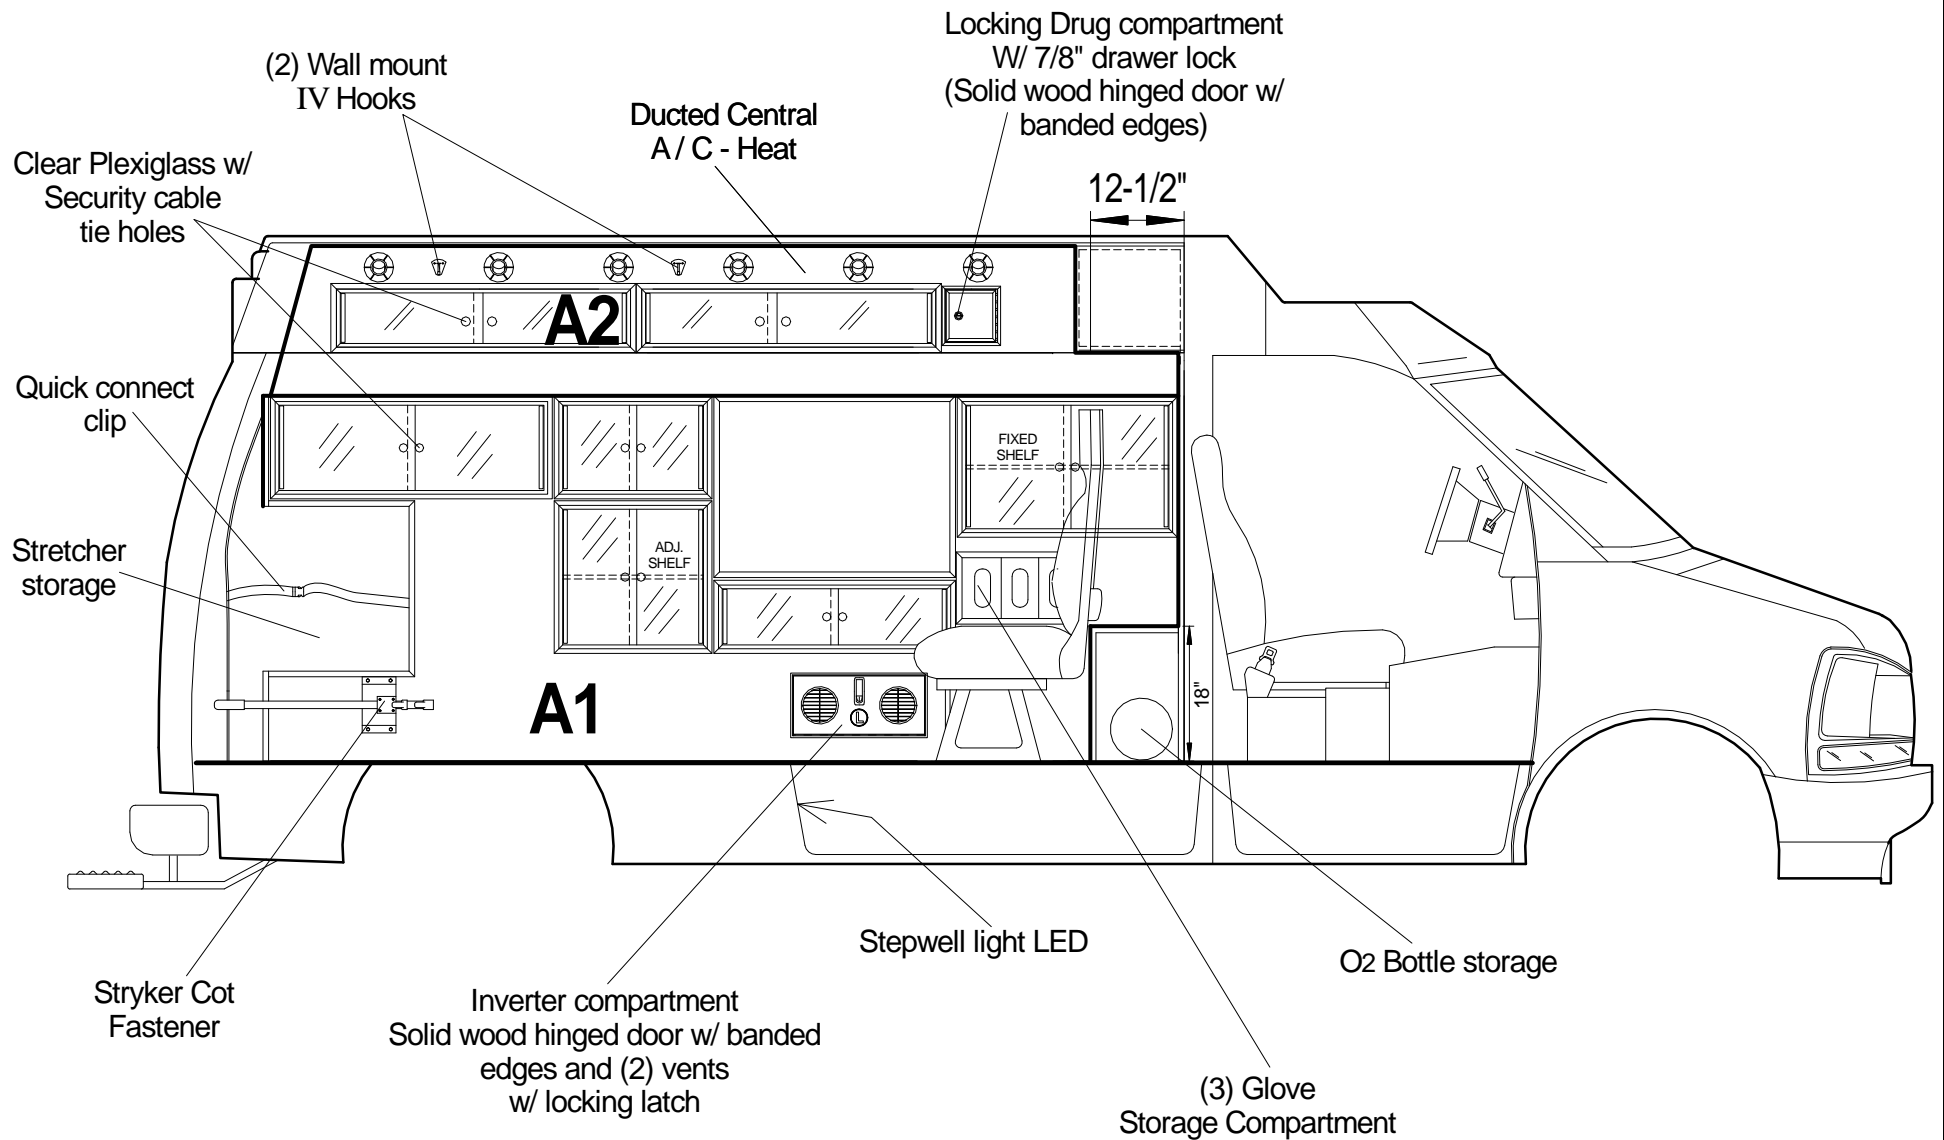 Locking Drug compartment
W/ 7/8" drawer lock
(Solid wood hinged door w/
banded edges)
(2) Wall mount
IV Hooks
Ducted Central
A / C - Heat
Clear Plexiglass w/
Security cable
tie holes
12-1/2"
A2
Quick connect
clip
FIXED
SHELF
ADJ.
SHELF
Stretcher
storage
18"
A1
L
Stepwell light LED
O2 Bottle storage
Stryker Cot
Fastener
Inverter compartment
Solid wood hinged door w/ banded
edges and (2) vents
w/ locking latch
(3) Glove
Storage Compartment